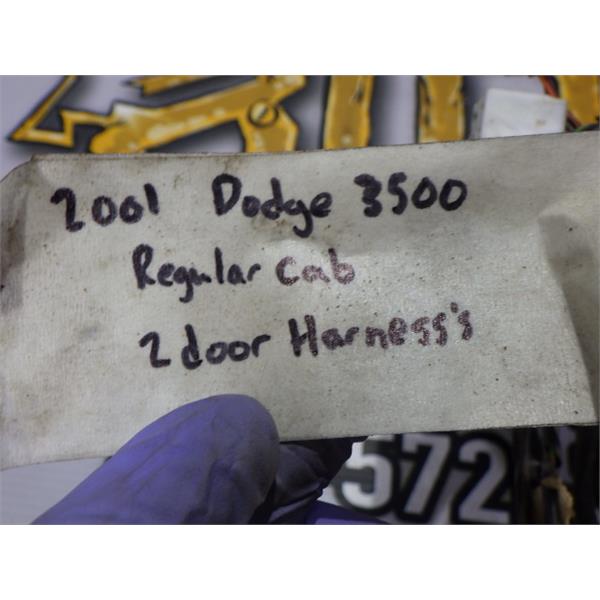 2001 Dodge 3500
Regular Cab
2 door Harness's
572